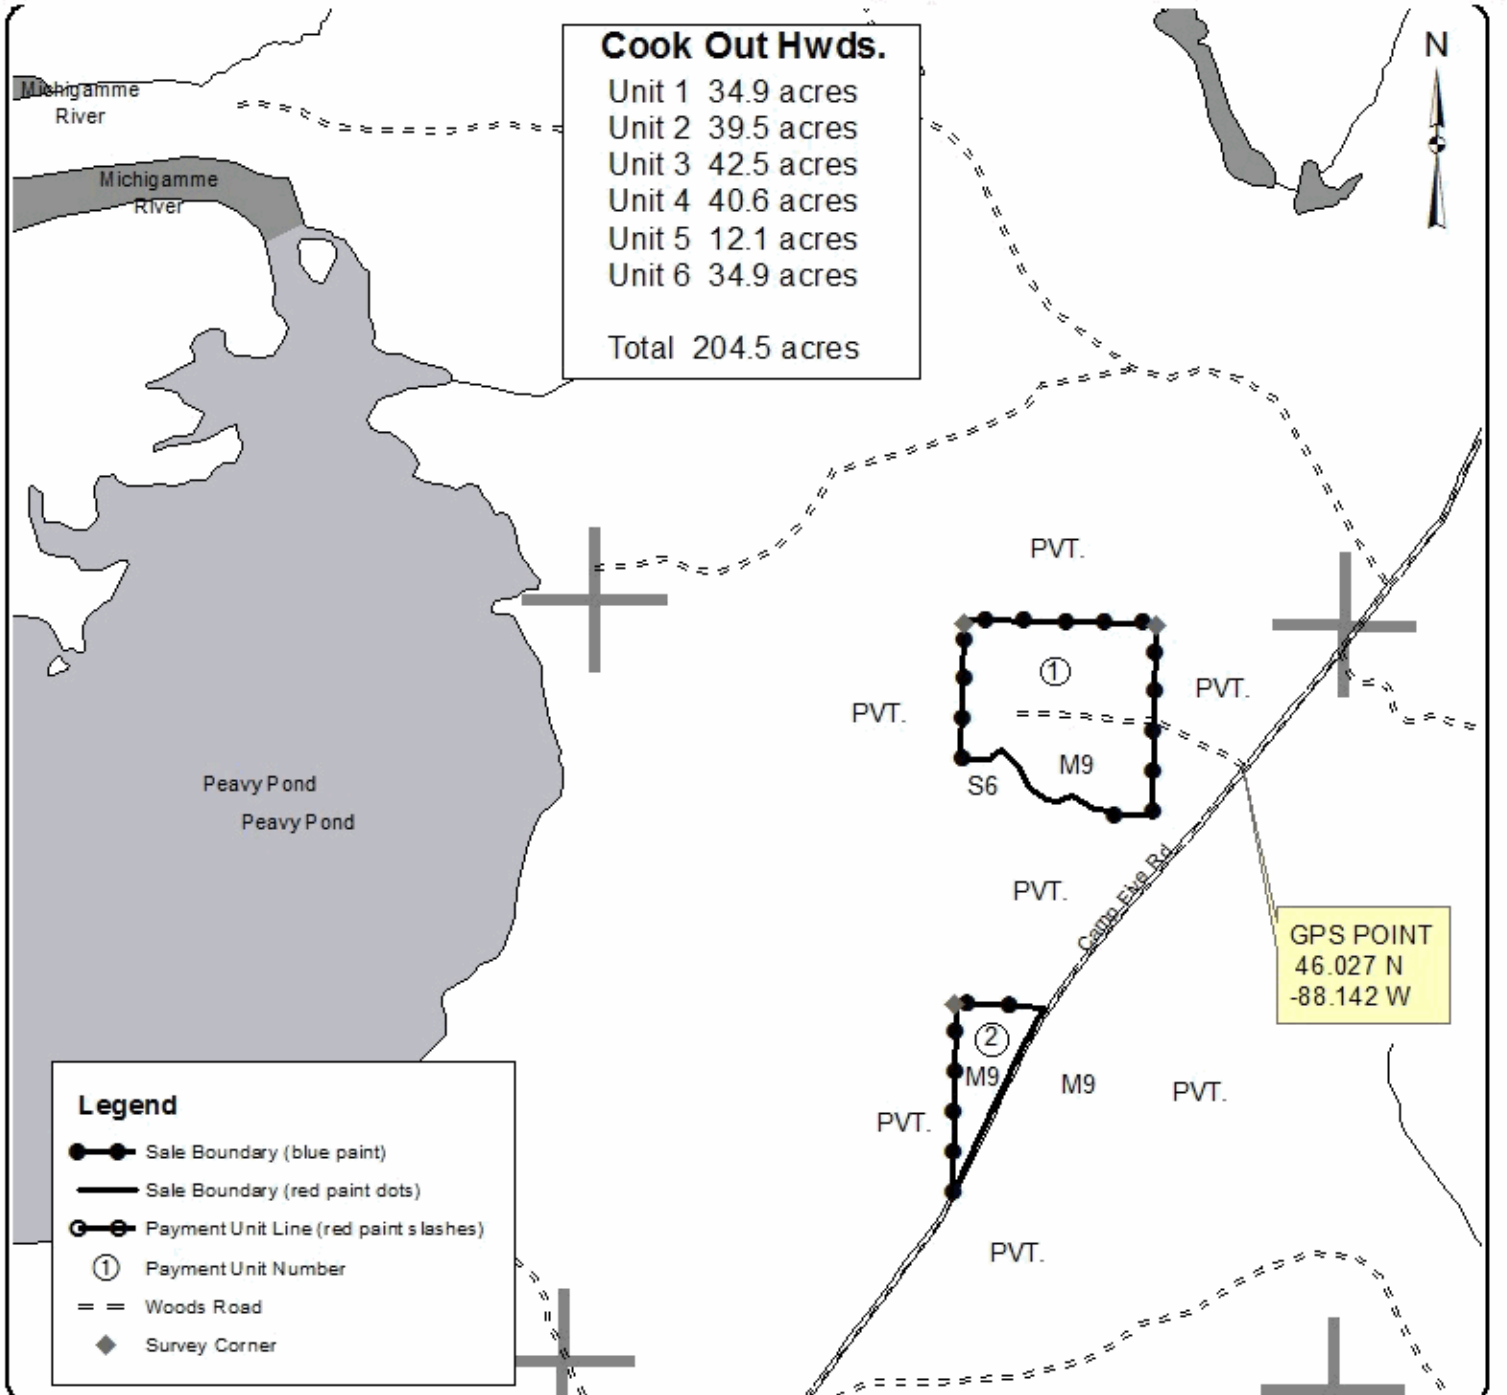 Cook Out Hwds.
Unit 1 34.9 acres
Unit 2 39.5 acres
Unit 3 42.5 acres
Unit 4 40.6 acres
Unit 5 12.1 acres
Unit 6 34.9 acres
Total 204.5 acres
N
Michigamme
River
Michigamme
River
PVT.
1
PVT.
PVT.
M9
S6
Peavy Pond
Peavy Pond
PVT.
Camp Five Rd
GPS POINT
46.027 N
-88.142 W
2
M9
M9
PVT.
PVT.
PVT.
Legend
Sale Boundary (blue paint)
Sale Boundary (red paint dots)
Payment Unit Line (red paint slashes)
1 Payment Unit Number
Woods Road
Survey Corner